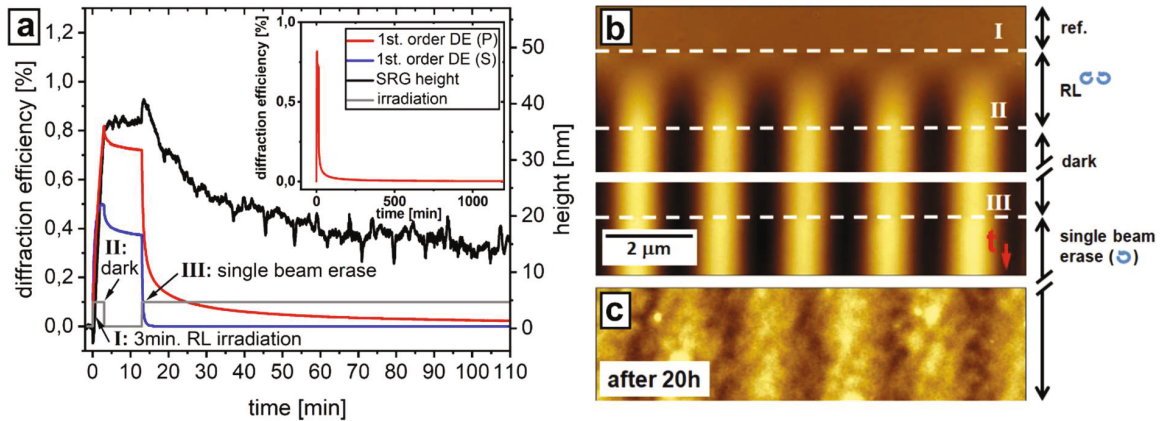 a
diffraction efficiency [%]
1,2
1,0
0,8
0,6
0,4
0,2
0,0
0 10 20 30 40 50 60 70 80 90 100 110
time [min]
50
40
30
20
10
0
height [nm]
1st. order DE (P)
1st. order DE (S)
SRG height
irradiation
diffraction efficiency [%]
1,0
0,5
0,0
0 500 1000
time [min]
II:
dark
III: single beam erase
I: 3min. RL irradiation
b
I
II
III
2 µm
t
ref.
RL
dark
single beam
erase ( )
c
after 20h